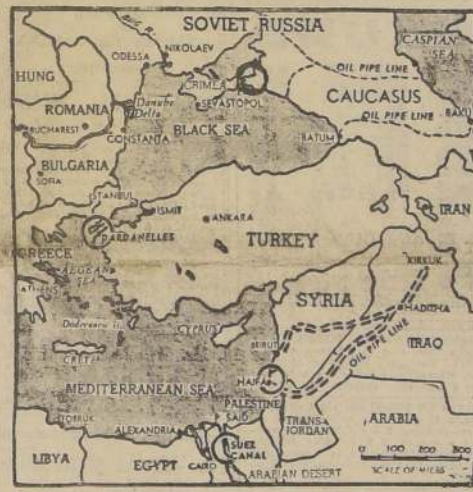 SOVIET RUSSIA
BUG R.
NIKOLAEV
ODESSA
CASPIAN SEA
OIL PIPE LINE
HUNG
CRIMEA
CAUCASUS
ROMANIA
Danube Delta
SEVASTOPOL
BAKU
BUCHAREST
OIL PIPE LINE
CONSTANTA
BLACK SEA
BATUM
BULGARIA
SOFIA
ISTANBUL
ISMIT
ANKARA
IRAN
DARDANELLES
TURKEY
GREECE
AEGEAN SEA
KIRKUK
ATHENS
SYRIA
HADITHA
Dodecanese Is.
CYPRUS
BEIRUT
OIL PIPE LINE
IRAQ
CRETE
HAIFA
MEDITERRANEAN SEA
PALESTINE
TOBRUK
P. SAID
TRANS-JORDAN
ARABIA
ALEXANDRIA
SUEZ CANAL
0 100 200 300
LIBYA
EGYPT
CAIRO
ARABIAN DESERT
SCALE OF MILES